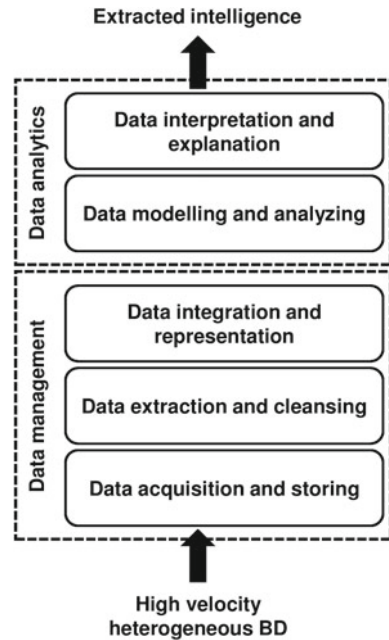 Extracted intelligence
Data analytics
Data interpretation and
explanation
Data modelling and analyzing
Data management
Data integration and
representation
Data extraction and cleansing
Data acquisition and storing
High velocity
heterogeneous BD